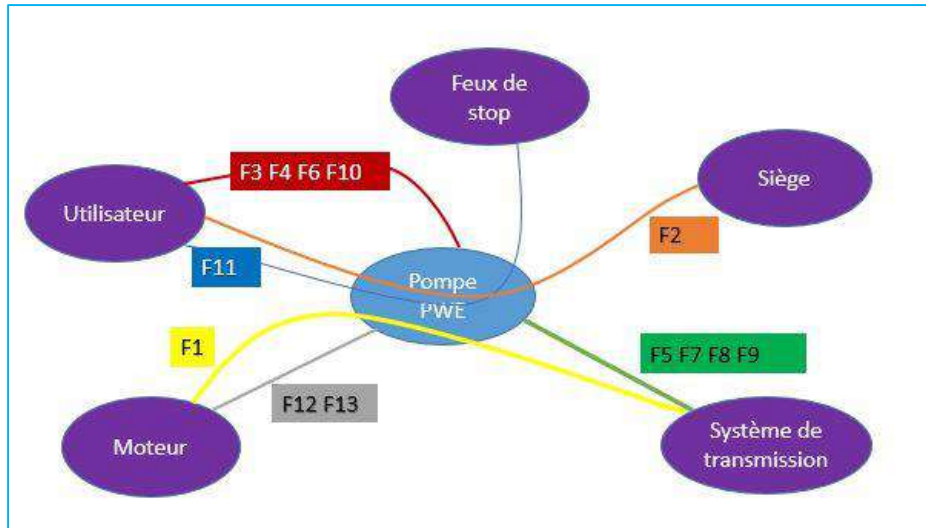 Feux de
stop
F3 F4 F6 F10
Siège
Utilisateur
F2
F11
Pompe
PWE
F1
F5 F7 F8 F9
F12 F13
Moteur
Système de
transmission